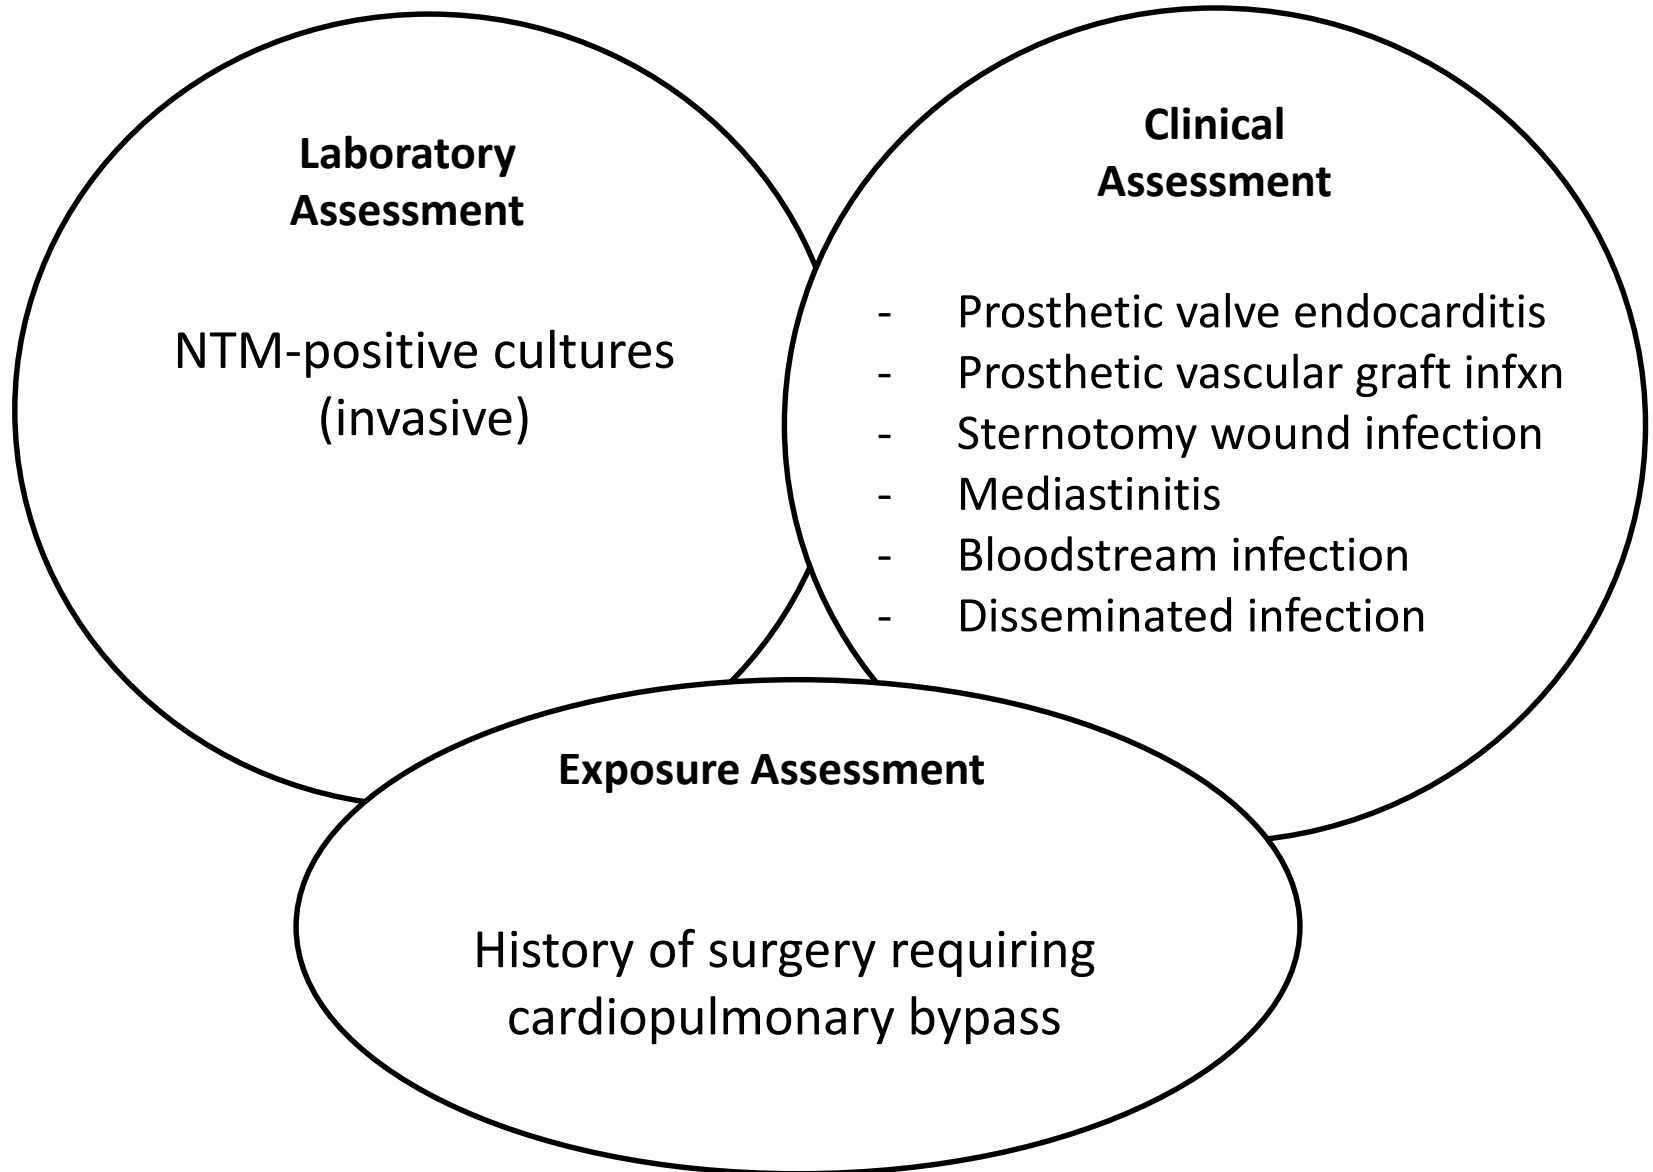 Laboratory
Assessment
NTM-positive cultures
(invasive)
Clinical
Assessment
- Prosthetic valve endocarditis
- Prosthetic vascular graft infxn
- Sternotomy wound infection
- Mediastinitis
- Bloodstream infection
- Disseminated infection
Exposure Assessment
History of surgery requiring
cardiopulmonary bypass